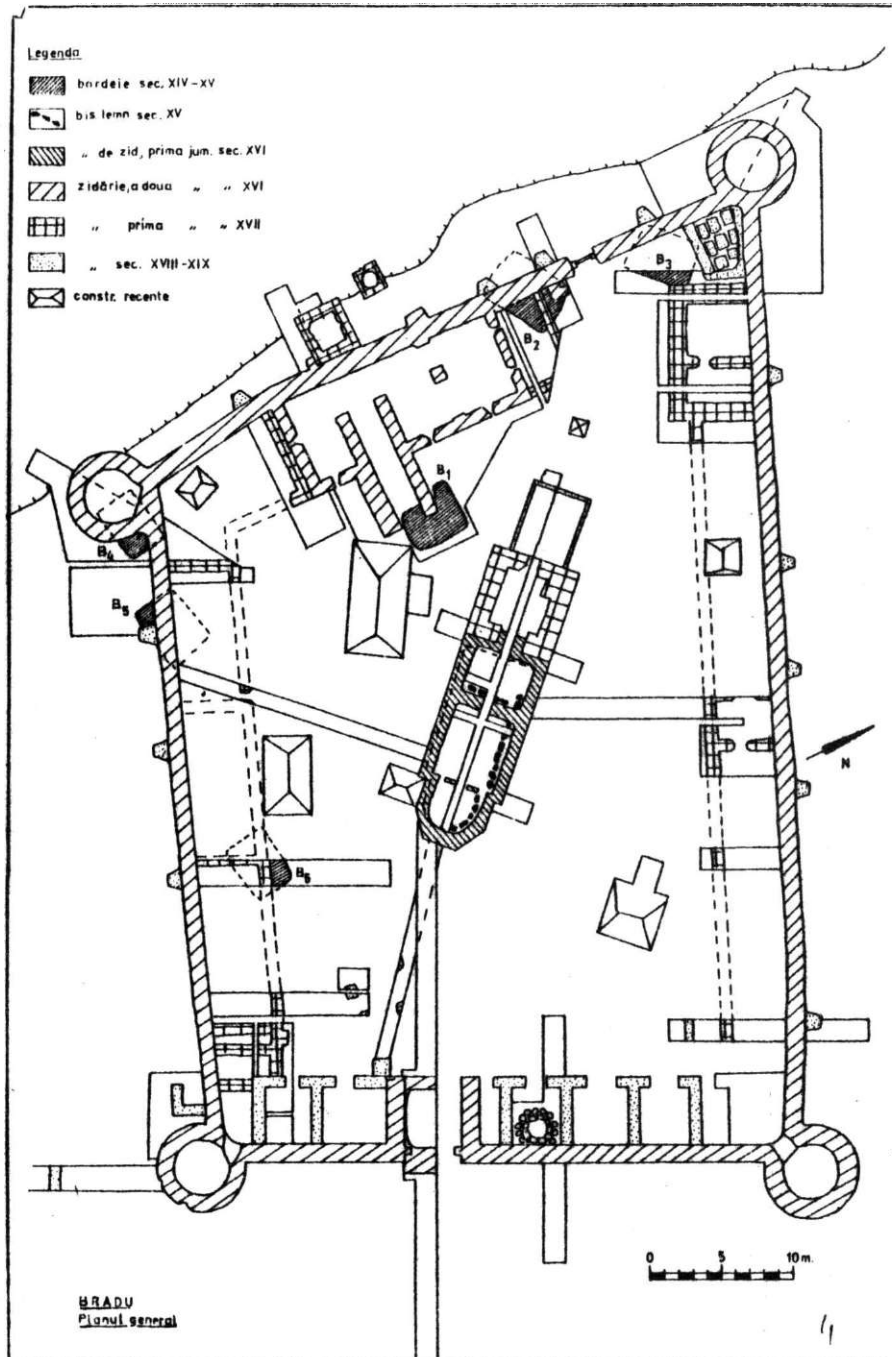 Legenda
bordeie sec. XIV-XV
bis lemn sec. XV
„ de zid, prima jum. sec. XVI
zidărie, a doua „ „ XVI
„ prima „ „ XVII
„ sec. XVIII-XIX
constr. recente
B3
B2
B1
B4
B5
N
B6
0 5 10 m.
BRADU
Planul general